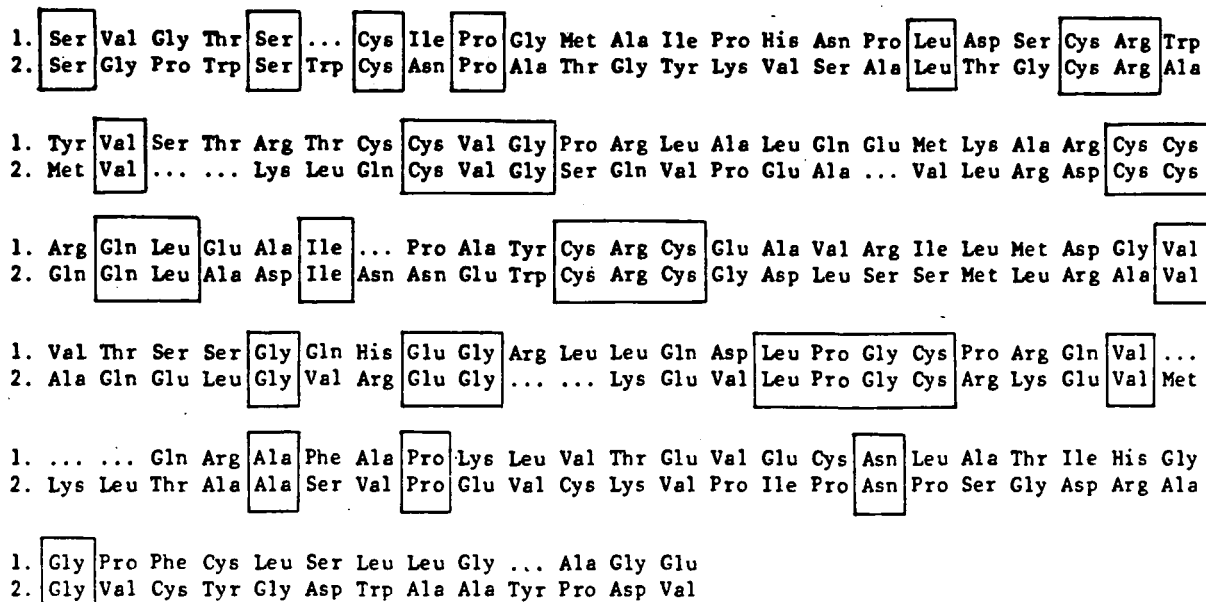 1. Ser Val Gly Thr Ser ... Cys Ile Pro Gly Met Ala Ile Pro His Asn Pro Leu Asp Ser Cys Arg Trp
2. Ser Gly Pro Trp Ser Trp Cys Asn Pro Ala Thr Gly Tyr Lys Val Ser Ala Leu Thr Gly Cys Arg Ala
1. Tyr Val Ser Thr Arg Thr Cys Cys Val Gly Pro Arg Leu Ala Leu Gln Glu Met Lys Ala Arg Cys Cys
2. Met Val ... ... Lys Leu Gln Cys Val Gly Ser Gln Val Pro Glu Ala ... Val Leu Arg Asp Cys Cys
1. Arg Gln Leu Glu Ala Ile ... Pro Ala Tyr Cys Arg Cys Glu Ala Val Arg Ile Leu Met Asp Gly Val
2. Gln Gln Leu Ala Asp Ile Asn Asn Glu Trp Cys Arg Cys Gly Asp Leu Ser Ser Met Leu Arg Ala Val
1. Val Thr Ser Ser Gly Gln His Glu Gly Arg Leu Leu Gln Asp Leu Pro Gly Cys Pro Arg Gln Val ...
2. Ala Gln Glu Leu Gly Val Arg Glu Gly ... ... Lys Glu Val Leu Pro Gly Cys Arg Lys Glu Val Met
1. ... ... Gln Arg Ala Phe Ala Pro Lys Leu Val Thr Glu Val Glu Cys Asn Leu Ala Thr Ile His Gly
2. Lys Leu Thr Ala Ala Ser Val Pro Glu Val Cys Lys Val Pro Ile Pro Asn Pro Ser Gly Asp Arg Ala
1. Gly Pro Phe Cys Leu Ser Leu Leu Gly ... Ala Gly Glu
2. Gly Val Cys Tyr Gly Asp Trp Ala Ala Tyr Pro Asp Val